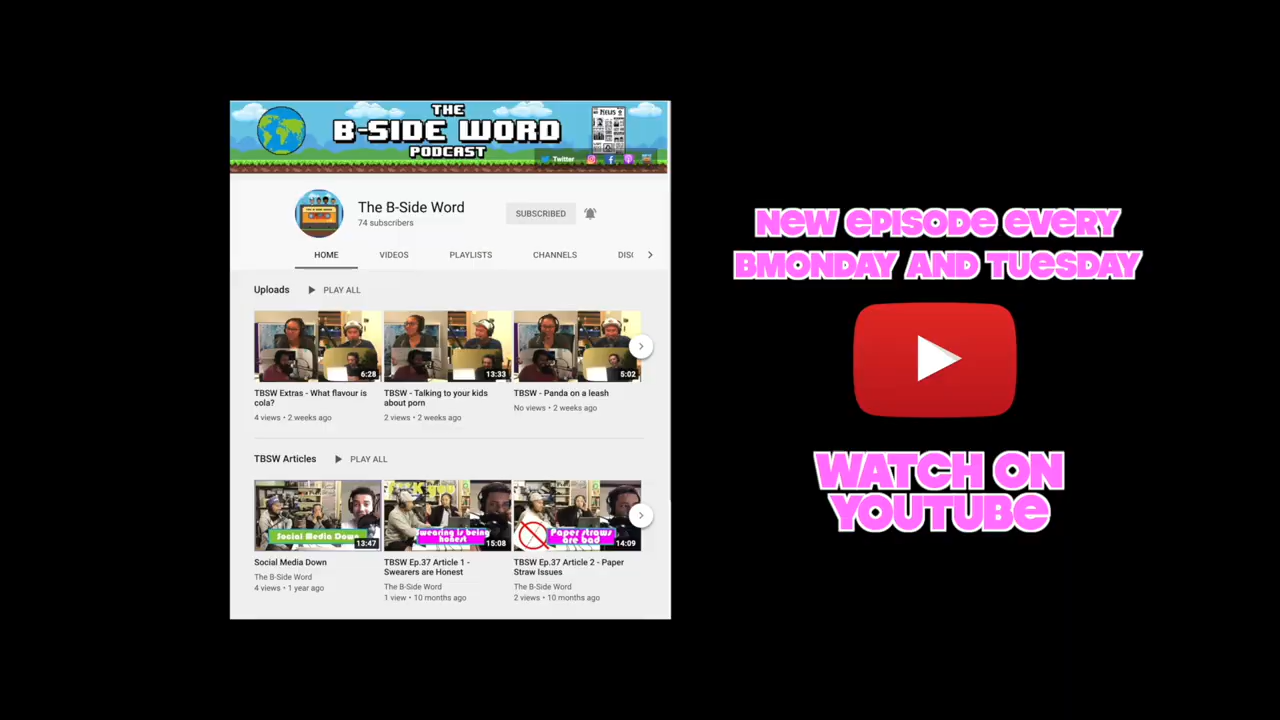 THE
B-SIDE WORD
PODCAST
NEWS
Twitter
The B-Side Word
74 subscribers
SUBSCRIBED
HOME
VIDEOS
PLAYLISTS
CHANNELS
Uploads
PLAY ALL
6:28
13:33
5:02
TBSW Extras - What flavour is
cola?
4 views • 2 weeks ago
TBSW - Talking to your kids
about porn
2 views • 2 weeks ago
TBSW - Panda on a leash
No views • 2 weeks ago
TBSW Articles
PLAY ALL
Social Media Down
13:47
Swearing is being
honest
15:08
Paper straws
are bad
14:09
Social Media Down
The B-Side Word
4 views • 1 year ago
TBSW Ep.37 Article 1 -
Swearers are Honest
The B-Side Word
1 view • 10 months ago
TBSW Ep.37 Article 2 - Paper
Straw Issues
The B-Side Word
2 views • 10 months ago
New episode every
BMonday and Tuesday
Watch on
YouTube